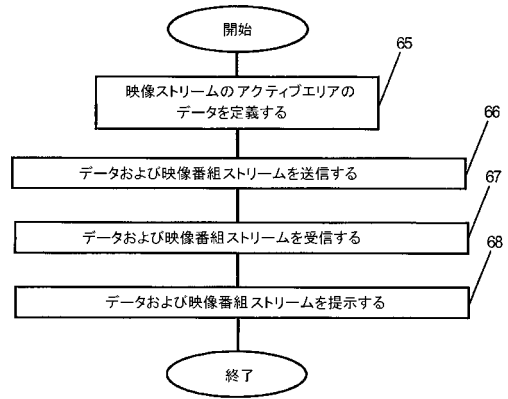 開始
65
映像ストリームのアクティブエリアの
データを定義する
66
データおよび映像番組ストリームを送信する
67
データおよび映像番組ストリームを受信する
68
データおよび映像番組ストリームを提示する
終了